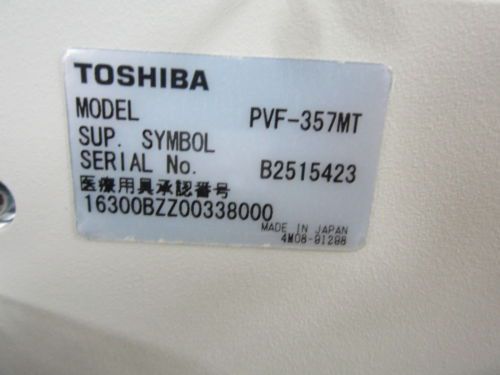 TOSHIBA
MODEL PVF-357MT
SUP. SYMBOL
SERIAL No. B2515423
医療用具承認番号
16300BZZ00338000
MADE IN JAPAN
4M08-01298